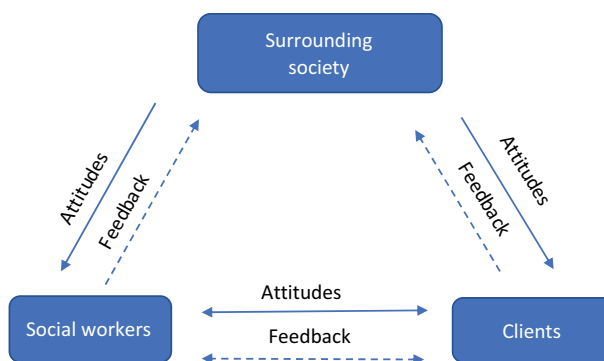 Surrounding
society
Attitudes
Feedback
Feedback
Attitudes
Attitudes
Feedback
Social workers
Clients